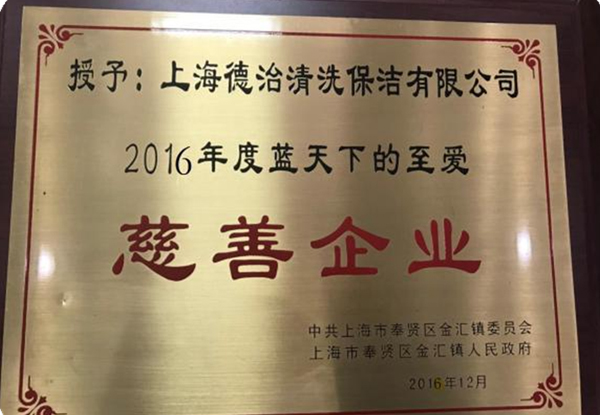 授予：上海德治清洗保洁有限公司
2016年度蓝天下的至爱
慈善企业
中共上海市奉贤区金汇镇委员会
上海市奉贤区金汇镇人民政府
2016年12月